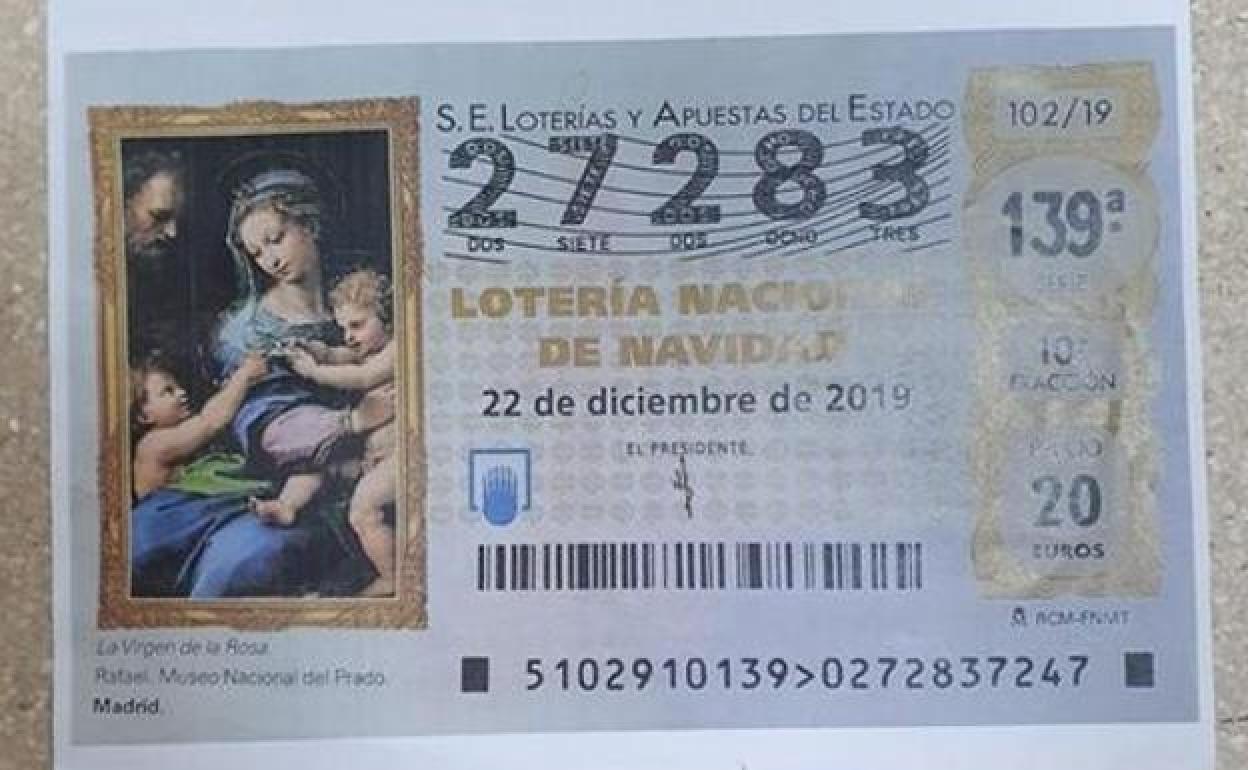 S.E. LOTERÍAS Y APUESTAS DEL ESTADO
27283
DOS SIETE DOS OCHO TRES
LOTERÍA NACIONAL
DE NAVIDAD
22 de diciembre de 2019
EL PRESIDENTE,
102/19
139ª
SERIE
10ª
FRACCIÓN
20
EUROS
RCM-FNMT
La Virgen de la Rosa.
Rafael. Museo Nacional del Prado.
Madrid.
5102910139>0272837247